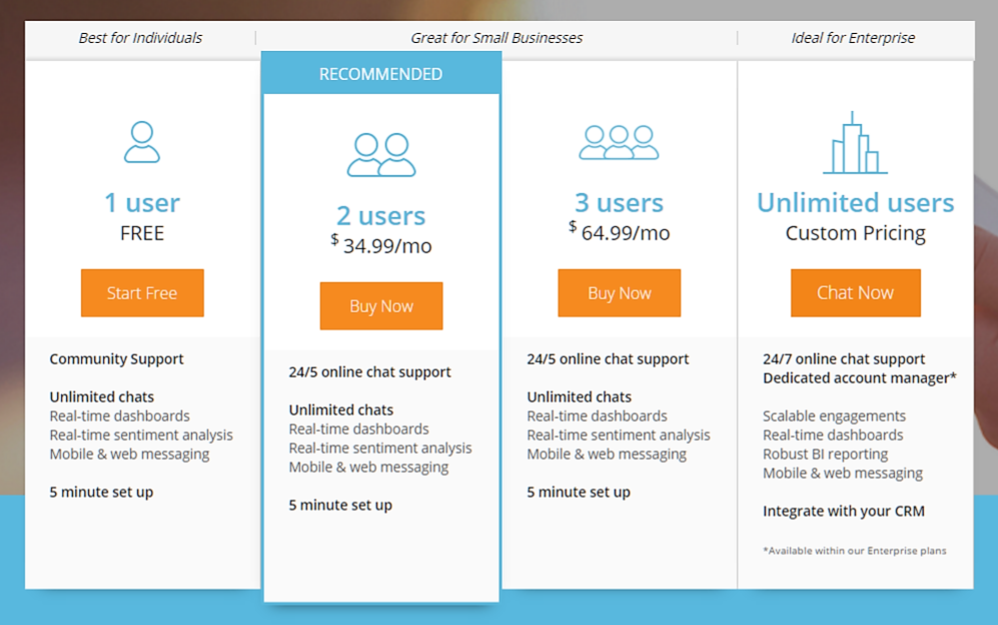 Best for Individuals
Great for Small Businesses
Ideal for Enterprise
RECOMMENDED
1 user
FREE
Start Free
Community Support
Unlimited chats
Real-time dashboards
Real-time sentiment analysis
Mobile & web messaging
5 minute set up
2 users
$34.99/mo
Buy Now
24/5 online chat support
Unlimited chats
Real-time dashboards
Real-time sentiment analysis
Mobile & web messaging
5 minute set up
3 users
$64.99/mo
Buy Now
24/5 online chat support
Unlimited chats
Real-time dashboards
Real-time sentiment analysis
Mobile & web messaging
5 minute set up
Unlimited users
Custom Pricing
Chat Now
24/7 online chat support
Dedicated account manager*
Scalable engagements
Real-time dashboards
Robust BI reporting
Mobile & web messaging
Integrate with your CRM
*Available within our Enterprise plans